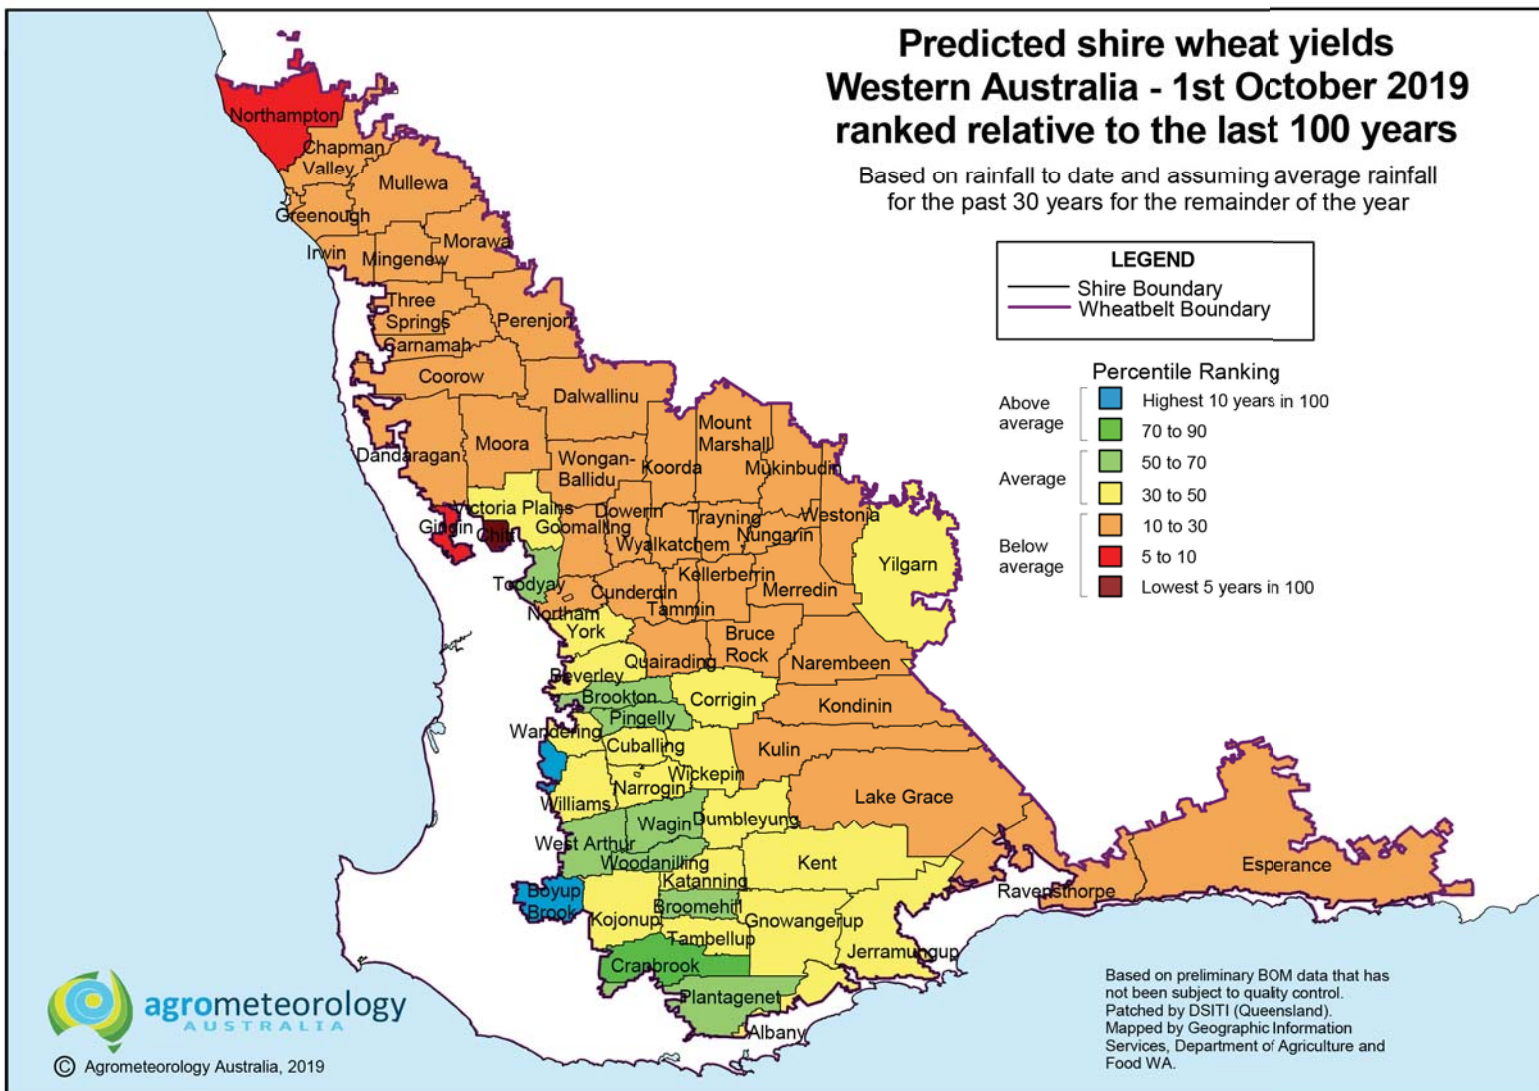 Predicted shire wheat yields
Western Australia - 1st October 2019
ranked relative to the last 100 years
Based on rainfall to date and assuming average rainfall
for the past 30 years for the remainder of the year
LEGEND
Shire Boundary
Wheatbelt Boundary
Percentile Ranking
Above
average
Highest 10 years in 100
70 to 90
Average
50 to 70
30 to 50
Below
average
10 to 30
5 to 10
Lowest 5 years in 100
Northampton
Chapman
Valley
Mullewa
Greenough
Irwin
Mingenew
Morawa
Three
Springs
Perenjori
Carnamah
Coorow
Dalwallinu
Dandaragan
Moora
Wongan-
Ballidu
Koorda
Mount
Marshall
Mukinbudin
Westonia
Victoria Plains
Gingin
Chitt
Goomalling
Dowerin
Wyalkatchem
Trayning
Nungarin
Yilgarn
Toodyay
Northam
Cunderdin
Tammin
Kellerberrin
Merredin
York
Quairading
Bruce
Rock
Narembeen
Beverley
Brookton
Corrigin
Kondinin
Pingelly
Wandering
Cuballing
Wickepin
Kulin
Narrogin
Williams
Lake Grace
Wagin
Dumbleyung
West Arthur
Woodanilling
Kent
Katanning
Boyup
Brook
Kojonup
Broomehill
Gnowangerup
Tambellup
Jerramungup
Cranbrook
Plantagenet
Albany
Ravensthorpe
Esperance
agrometeorology
AUSTRALIA
© Agrometeorology Australia, 2019
Based on preliminary BOM data that has
not been subject to quality control.
Patched by DSITI (Queensland).
Mapped by Geographic Information
Services, Department of Agriculture and
Food WA.